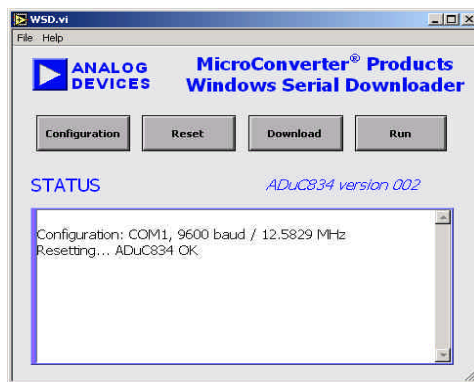 WSD.vi
File Help
ANALOG
DEVICES
MicroConverter® Products
Windows Serial Downloader
Configuration Reset Download Run
STATUS
ADuC834 version 002
Configuration: COM1, 9600 baud / 12.5829 MHz
Resetting... ADuC834 OK